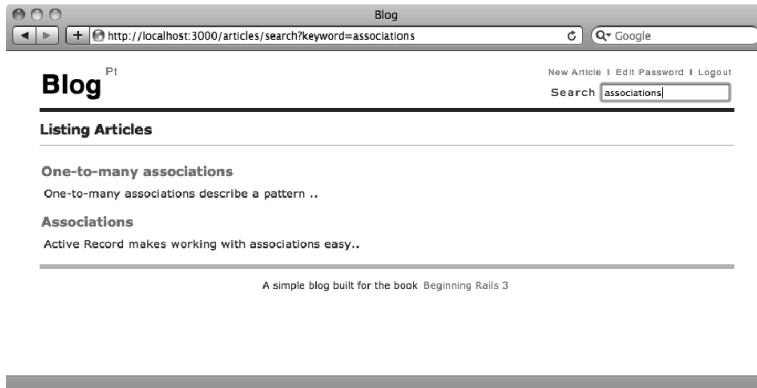 Blog
http://localhost:3000/articles/search?keyword=associations
Google
Blog Pt
New Article | Edit Password | Logout
Search associations
Listing Articles
One-to-many associations
One-to-many associations describe a pattern ..
Associations
Active Record makes working with associations easy..
A simple blog built for the book Beginning Rails 3